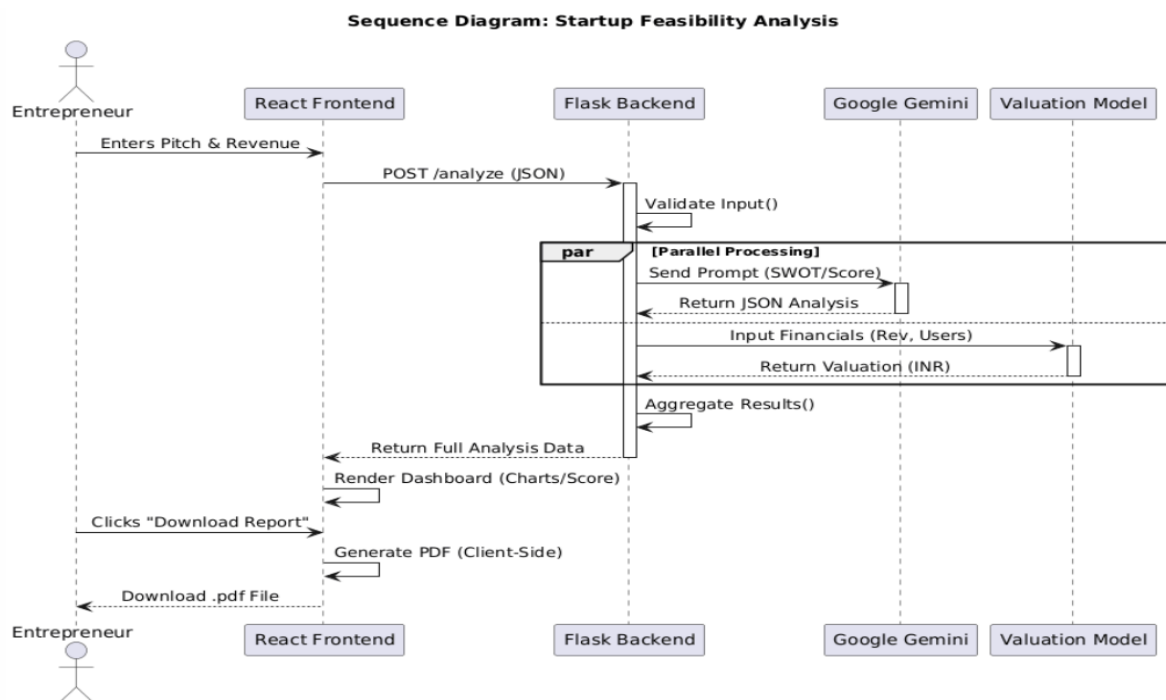 Sequence Diagram: Startup Feasibility Analysis
Entrepreneur
React Frontend
Flask Backend
Google Gemini
Valuation Model
Enters Pitch & Revenue
POST /analyze (JSON)
Validate Input()
par
[Parallel Processing]
Send Prompt (SWOT/Score)
Return JSON Analysis
Input Financials (Rev, Users)
Return Valuation (INR)
Aggregate Results()
Return Full Analysis Data
Render Dashboard (Charts/Score)
Clicks "Download Report"
Generate PDF (Client-Side)
Download .pdf File
Entrepreneur
React Frontend
Flask Backend
Google Gemini
Valuation Model